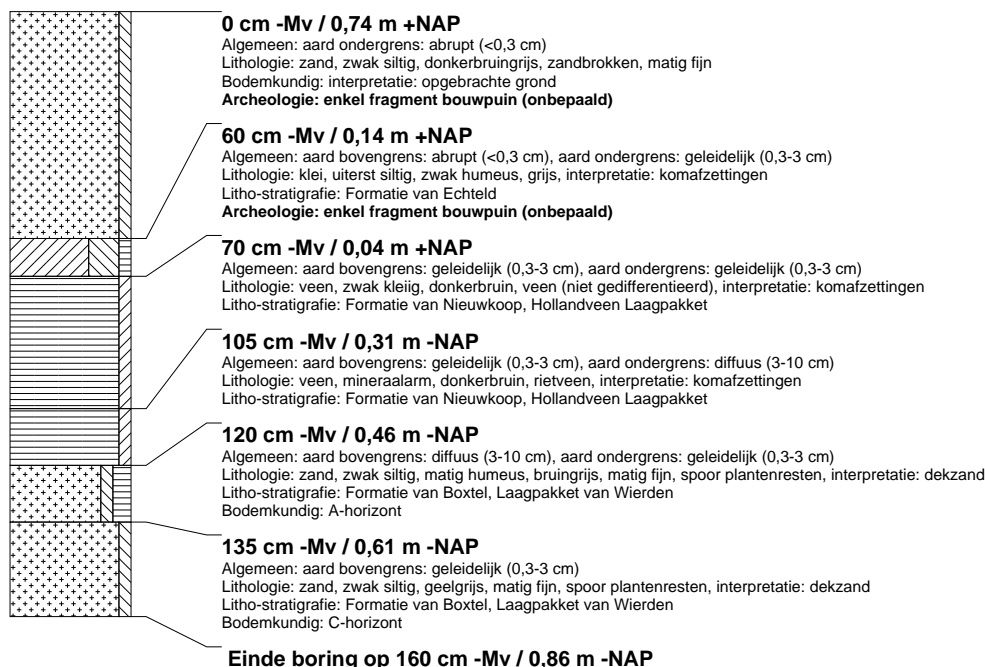 0 cm -Mv / 0,74 m +NAP
Algemeen: aard ondergrens: abrupt (<0,3 cm)
Lithologie: zand, zwak siltig, donkerbruingrijs, zandbrokken, matig fijn
Bodemkundig: interpretatie: opgebrachte grond
Archeologie: enkel fragment bouwpuin (onbepaald)
60 cm -Mv / 0,14 m +NAP
Algemeen: aard bovengrens: abrupt (<0,3 cm), aard ondergrens: geleidelijk (0,3-3 cm)
Lithologie: klei, uiterst siltig, zwak humeus, grijs, interpretatie: komafzettingen
Litho-stratigrafie: Formatie van Echteld
Archeologie: enkel fragment bouwpuin (onbepaald)
70 cm -Mv / 0,04 m +NAP
Algemeen: aard bovengrens: geleidelijk (0,3-3 cm), aard ondergrens: geleidelijk (0,3-3 cm)
Lithologie: veen, zwak kleiig, donkerbruin, veen (niet gedifferentieerd), interpretatie: komafzettingen
Litho-stratigrafie: Formatie van Nieuwkoop, Hollandveen Laagpakket
105 cm -Mv / 0,31 m -NAP
Algemeen: aard bovengrens: geleidelijk (0,3-3 cm), aard ondergrens: diffuus (3-10 cm)
Lithologie: veen, mineraalarm, donkerbruin, rietveen, interpretatie: komafzettingen
Litho-stratigrafie: Formatie van Nieuwkoop, Hollandveen Laagpakket
120 cm -Mv / 0,46 m -NAP
Algemeen: aard bovengrens: diffuus (3-10 cm), aard ondergrens: geleidelijk (0,3-3 cm)
Lithologie: zand, zwak siltig, matig humeus, bruingrijs, matig fijn, spoor plantenresten, interpretatie: dekzand
Litho-stratigrafie: Formatie van Boxtel, Laagpakket van Wierden
Bodemkundig: A-horizont
135 cm -Mv / 0,61 m -NAP
Algemeen: aard bovengrens: geleidelijk (0,3-3 cm)
Lithologie: zand, zwak siltig, geelgrijs, matig fijn, spoor plantenresten, interpretatie: dekzand
Litho-stratigrafie: Formatie van Boxtel, Laagpakket van Wierden
Bodemkundig: C-horizont
Einde boring op 160 cm -Mv / 0,86 m -NAP